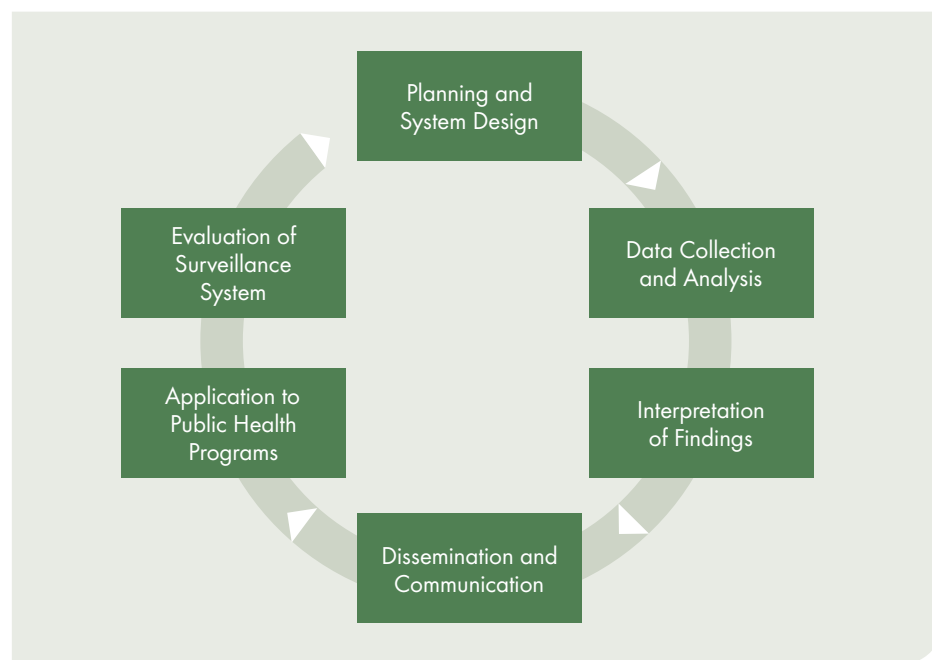 Planning and
System Design
Data Collection
and Analysis
Interpretation
of Findings
Dissemination and
Communication
Application to
Public Health
Programs
Evaluation of
Surveillance
System